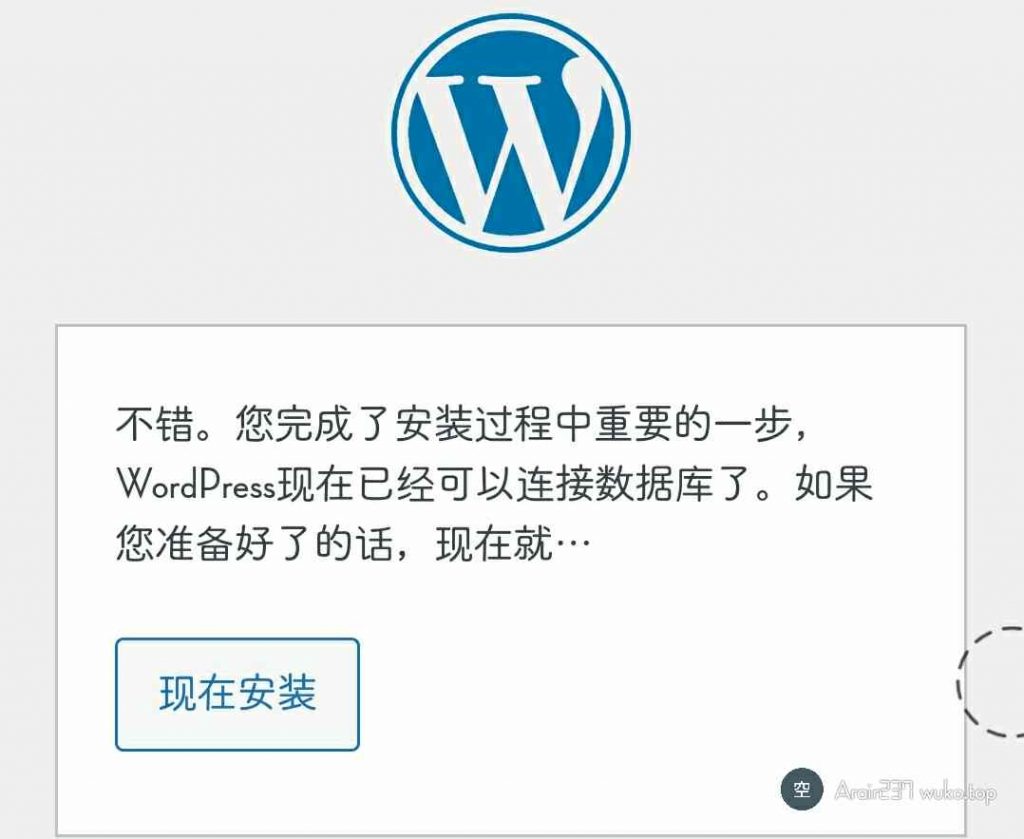 不错。您完成了安装过程中重要的一步，
WordPress现在已经可以连接数据库了。如果
您准备好了的话，现在就…
现在安装
空 Arair237 wuko.top